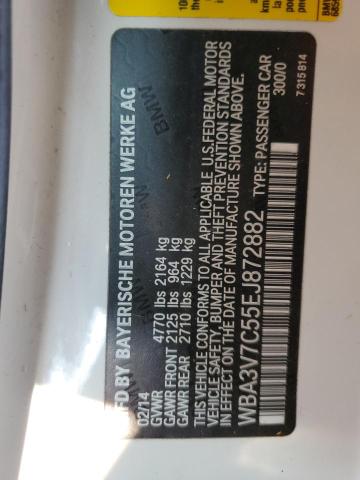 MFD BY BAYERISCHE MOTOREN WERKE AG
02/14
GVWR 4770 lbs 2164 kg
GAWR FRONT 2125 lbs 964 kg
GAWR REAR 2710 lbs 1229 kg
THIS VEHICLE CONFORMS TO ALL APPLICABLE U.S.FEDERAL MOTOR
VEHICLE SAFETY, BUMPER AND THEFT PREVENTION STANDARDS
IN EFFECT ON THE DATE OF MANUFACTURE SHOWN ABOVE.
WBA3V7C55EJ872882 TYPE: PASSENGER CAR
300/0
7315814
BMW